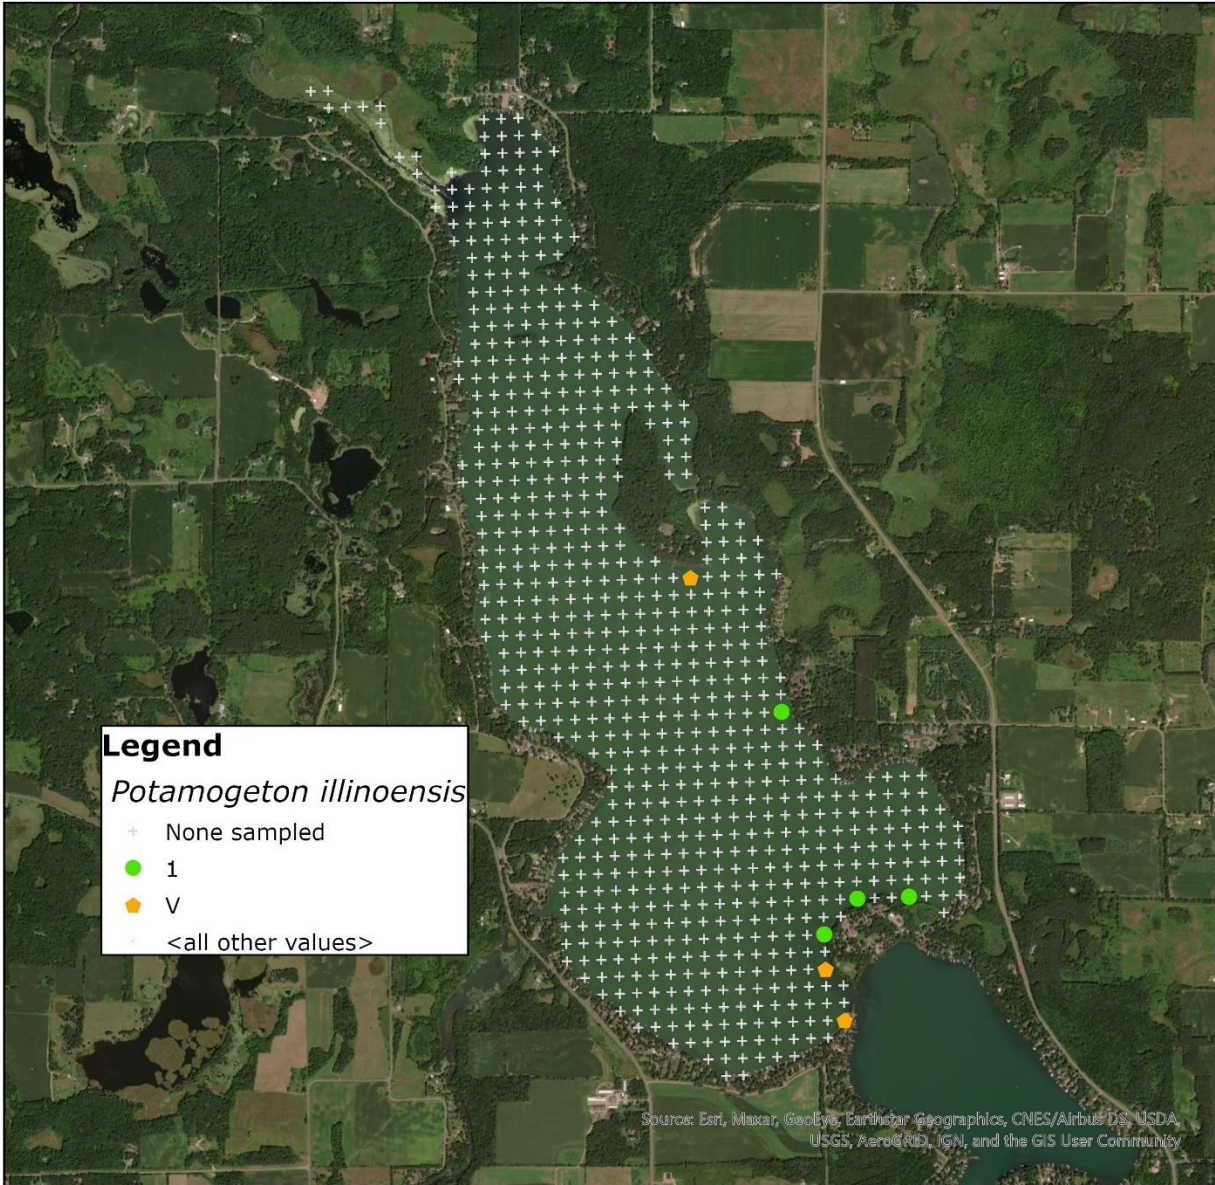 Legend
Potamogeton illinoensis
None sampled
1
V
<all other values>
Source: Esri, Maxar, GeoEye, Earthstar Geographics, CNES/Airbus DS, USDA,
USGS, AeroGRID, IGN, and the GIS User Community